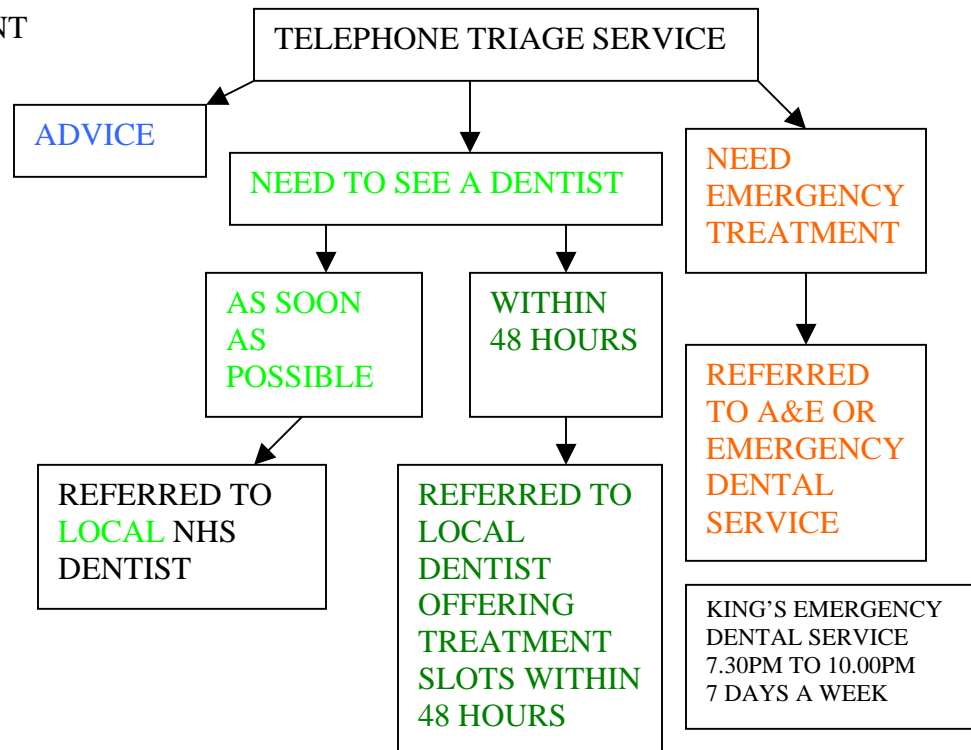 NT
TELEPHONE TRIAGE SERVICE
ADVICE
NEED TO SEE A DENTIST
NEED
EMERGENCY
TREATMENT
AS SOON
AS
POSSIBLE
WITHIN
48 HOURS
REFERRED
TO A&E OR
EMERGENCY
DENTAL
SERVICE
REFERRED TO
LOCAL NHS
DENTIST
REFERRED TO
LOCAL
DENTIST
OFFERING
TREATMENT
SLOTS WITHIN
48 HOURS
KING'S EMERGENCY
DENTAL SERVICE
7.30PM TO 10.00PM
7 DAYS A WEEK